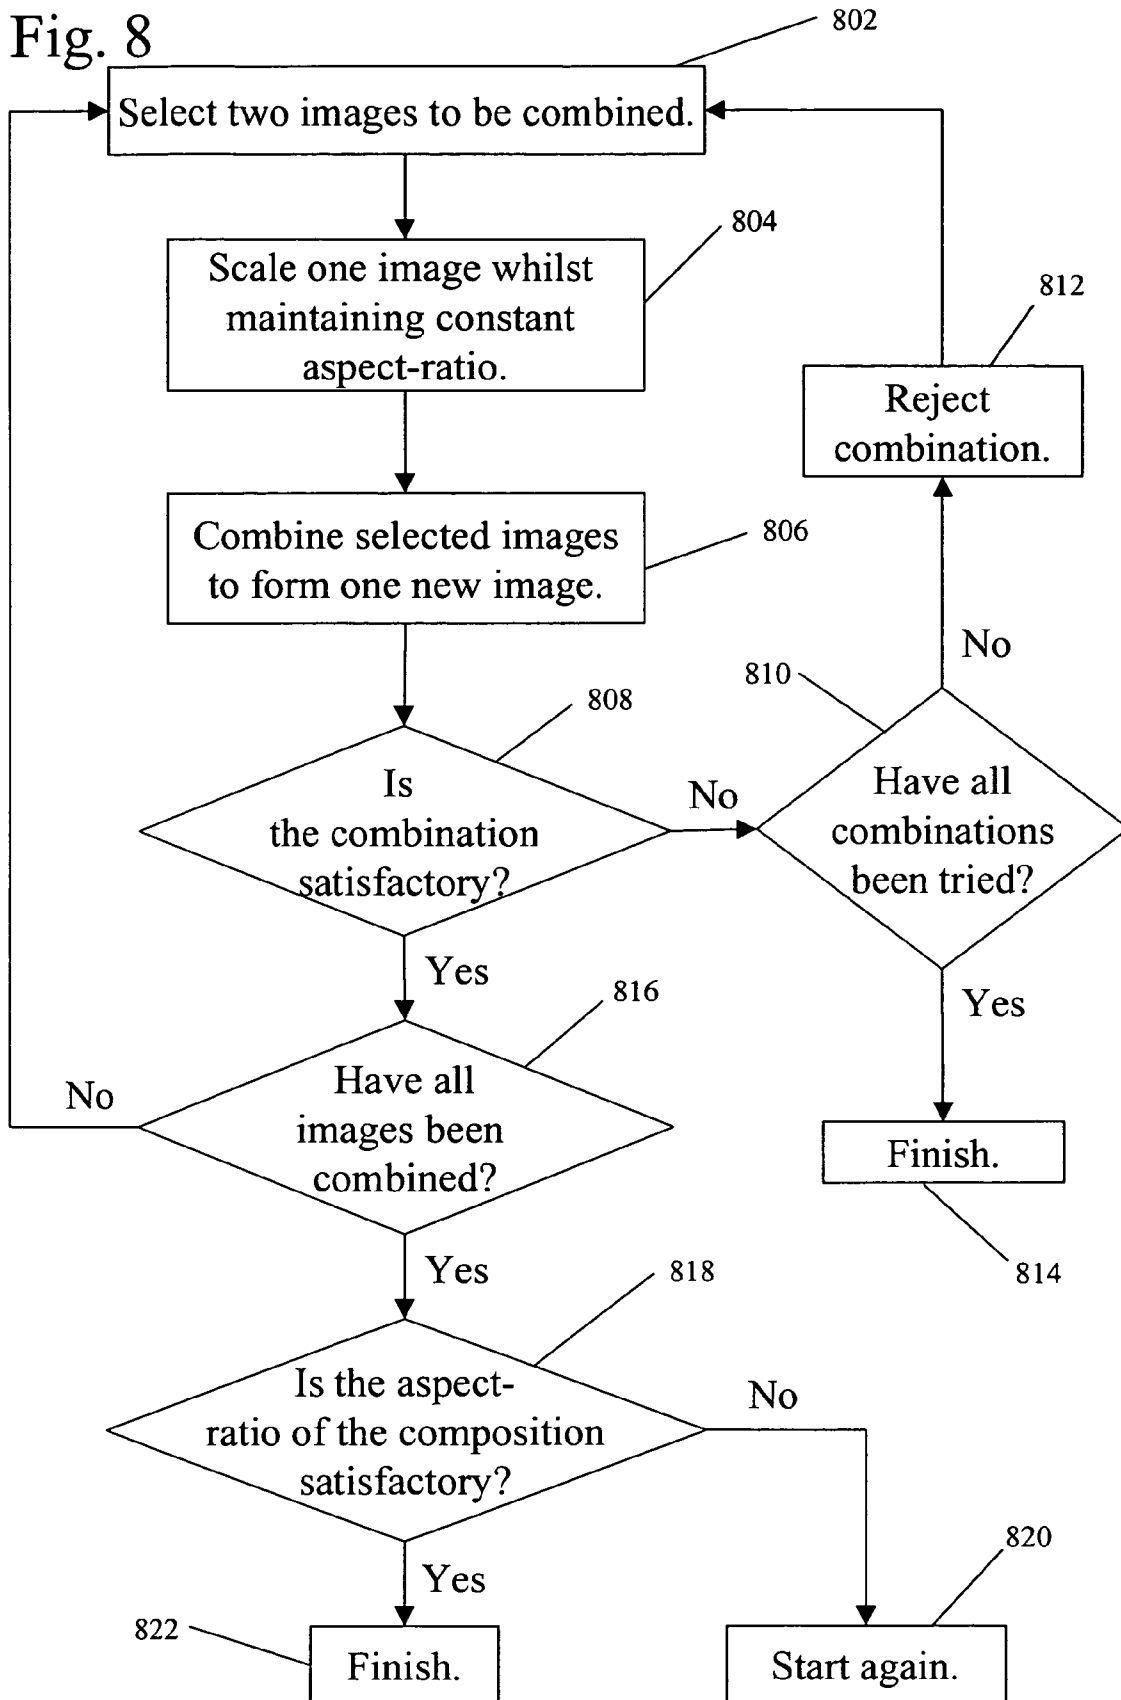 Fig. 8
802
Select two images to be combined.
804
Scale one image whilst
maintaining constant
aspect-ratio.
812
Reject
combination.
Combine selected images
to form one new image.
806
No
810
808
Is
the combination
satisfactory?
No
Have all
combinations
been tried?
Yes
Yes
816
Have all
images been
combined?
No
Finish.
814
Yes
818
Is the aspect-
ratio of the composition
satisfactory?
No
820
Yes
822
Finish.
Start again.